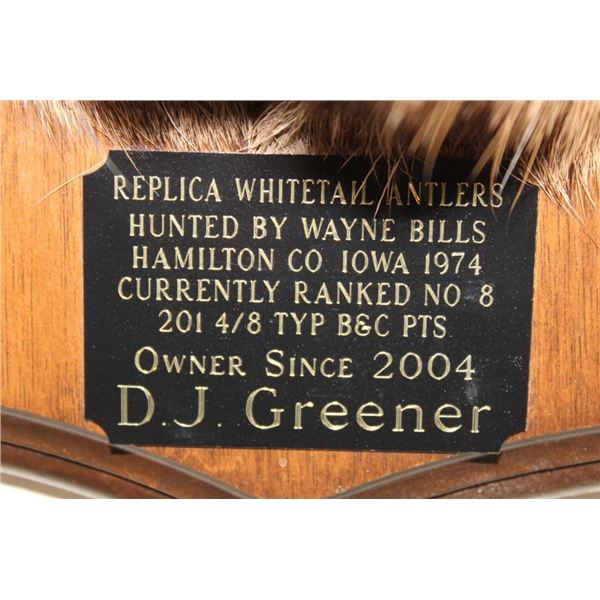 REPLICA WHITETAIL ANTLERS
HUNTED BY WAYNE BILLS
HAMILTON CO IOWA 1974
CURRENTLY RANKED NO 8
201 4/8 TYP B&C PTS
OWNER SINCE 2004
D.J. Greener